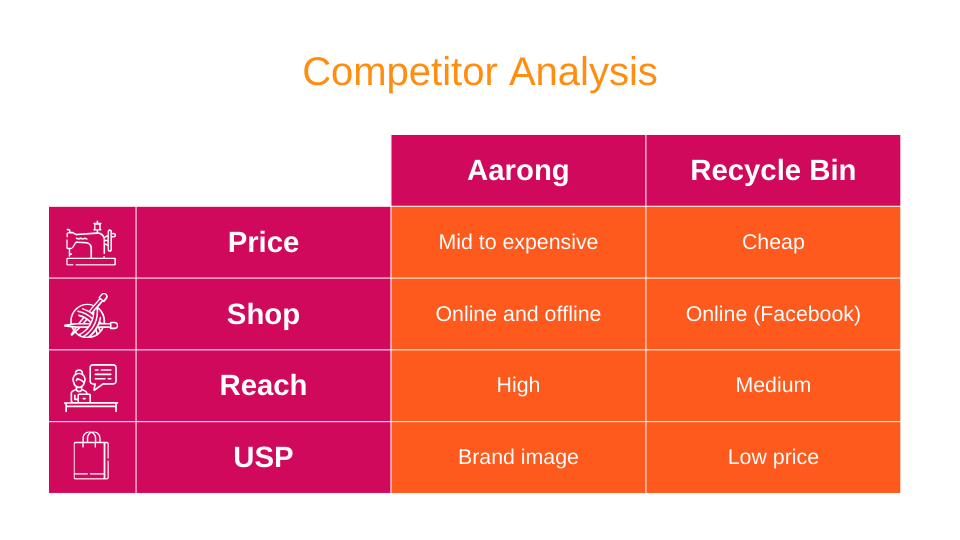 Competitor Analysis
Aarong Recycle Bin
Price Mid to expensive Cheap
Shop Online and offline Online (Facebook)
Reach High Medium
USP Brand image Low price